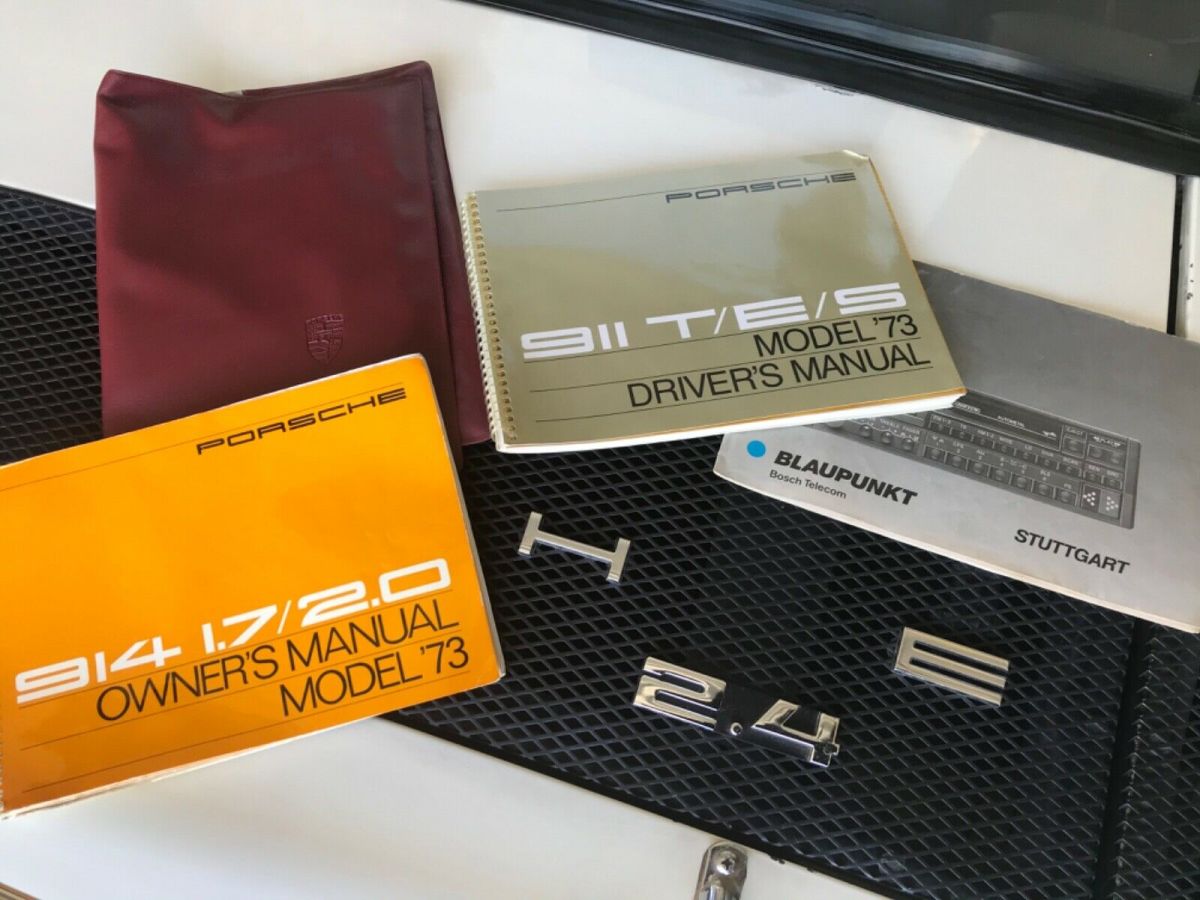 PORSCHE
911 T/E/S
MODEL '73
DRIVER'S MANUAL
PORSCHE
914 1.7/2.0
OWNER'S MANUAL
MODEL '73
BLAUPUNKT
Bosch Telecom
STUTTGART
T
2.4
E